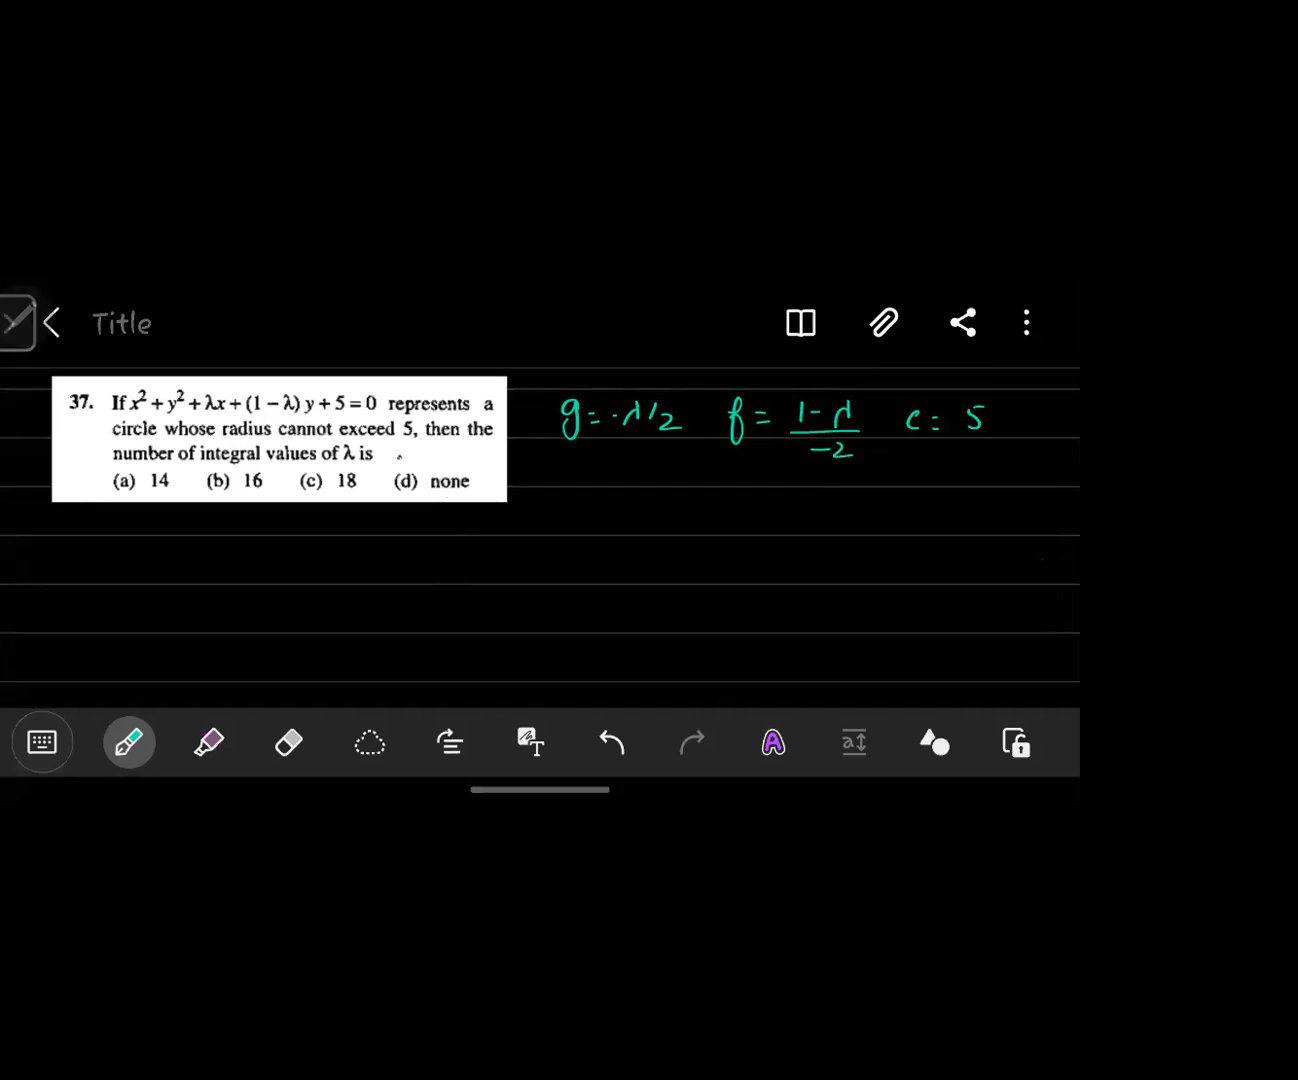 Title
37. If x² + y² + λx + (1 − λ) y + 5 = 0 represents a
circle whose radius cannot exceed 5, then the
number of integral values of λ is
(a) 14 (b) 16 (c) 18 (d) none
g = -λ/2 f = (1-λ)/-2 c = 5
T
A
a